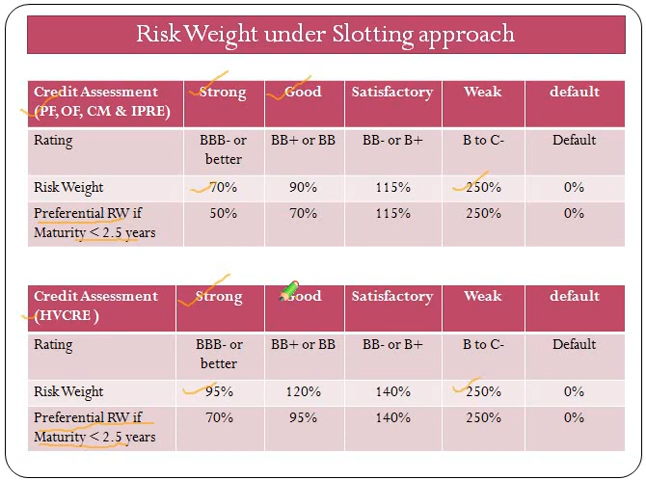 Risk Weight under Slotting approach
Credit Assessment (PF, OF, CM & IPRE) Strong Good Satisfactory Weak default
Rating BBB- or better BB+ or BB BB- or B+ B to C- Default
Risk Weight 70% 90% 115% 250% 0%
Preferential RW if Maturity < 2.5 years 50% 70% 115% 250% 0%
Credit Assessment (HVCRE ) Strong Good Satisfactory Weak default
Rating BBB- or better BB+ or BB BB- or B+ B to C- Default
Risk Weight 95% 120% 140% 250% 0%
Preferential RW if Maturity < 2.5 years 70% 95% 140% 250% 0%